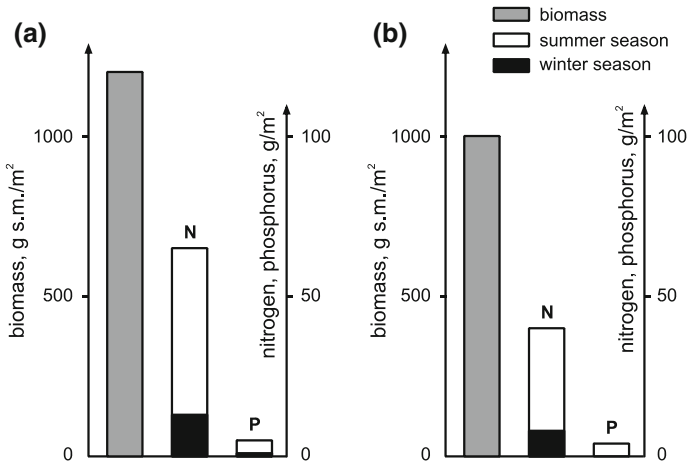 (a)
(b)
biomass
summer season
winter season
biomass, g s.m./m²
1000
500
0
N
P
nitrogen, phosphorus, g/m²
100
50
0
biomass, g s.m./m²
1000
500
0
N
P
nitrogen, phosphorus, g/m²
100
50
0